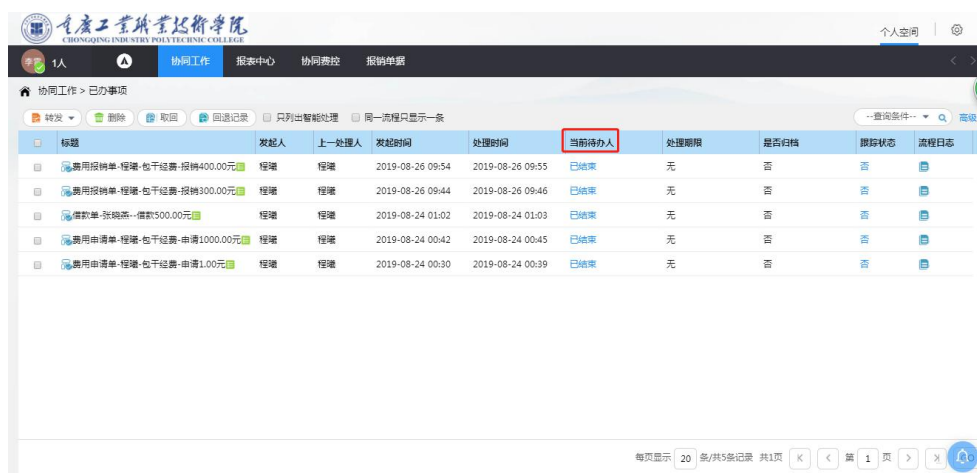 重庆工业职业技术学院
CHONGQING INDUSTRY POLYTECHNIC COLLEGE
个人空间
1人 协同工作 报表中心 协同费控 报销单据
协同工作 > 已办事项
转发 删除 取回 回退记录 只列出智能处理 同一流程只显示一条 --查询条件-- 高级
标题 发起人 上一处理人 发起时间 处理时间 当前待办人 处理期限 是否归档 跟踪状态 流程日志
费用报销单-程曦-包干经费-报销400.00元 程曦 程曦 2019-08-26 09:54 2019-08-26 09:55 已结束 无 否 否
费用报销单-程曦-包干经费-报销300.00元 程曦 程曦 2019-08-26 09:44 2019-08-26 09:46 已结束 无 否 否
借款单-张晓燕--借款500.00元 程曦 程曦 2019-08-24 01:02 2019-08-24 01:03 已结束 无 否 否
费用申请单-程曦-包干经费-申请1000.00元 程曦 程曦 2019-08-24 00:42 2019-08-24 00:45 已结束 无 否 否
费用申请单-程曦-包干经费-申请1.00元 程曦 程曦 2019-08-24 00:30 2019-08-24 00:39 已结束 无 否 否
每页显示 20 条/共5条记录 共1页 第 1 页